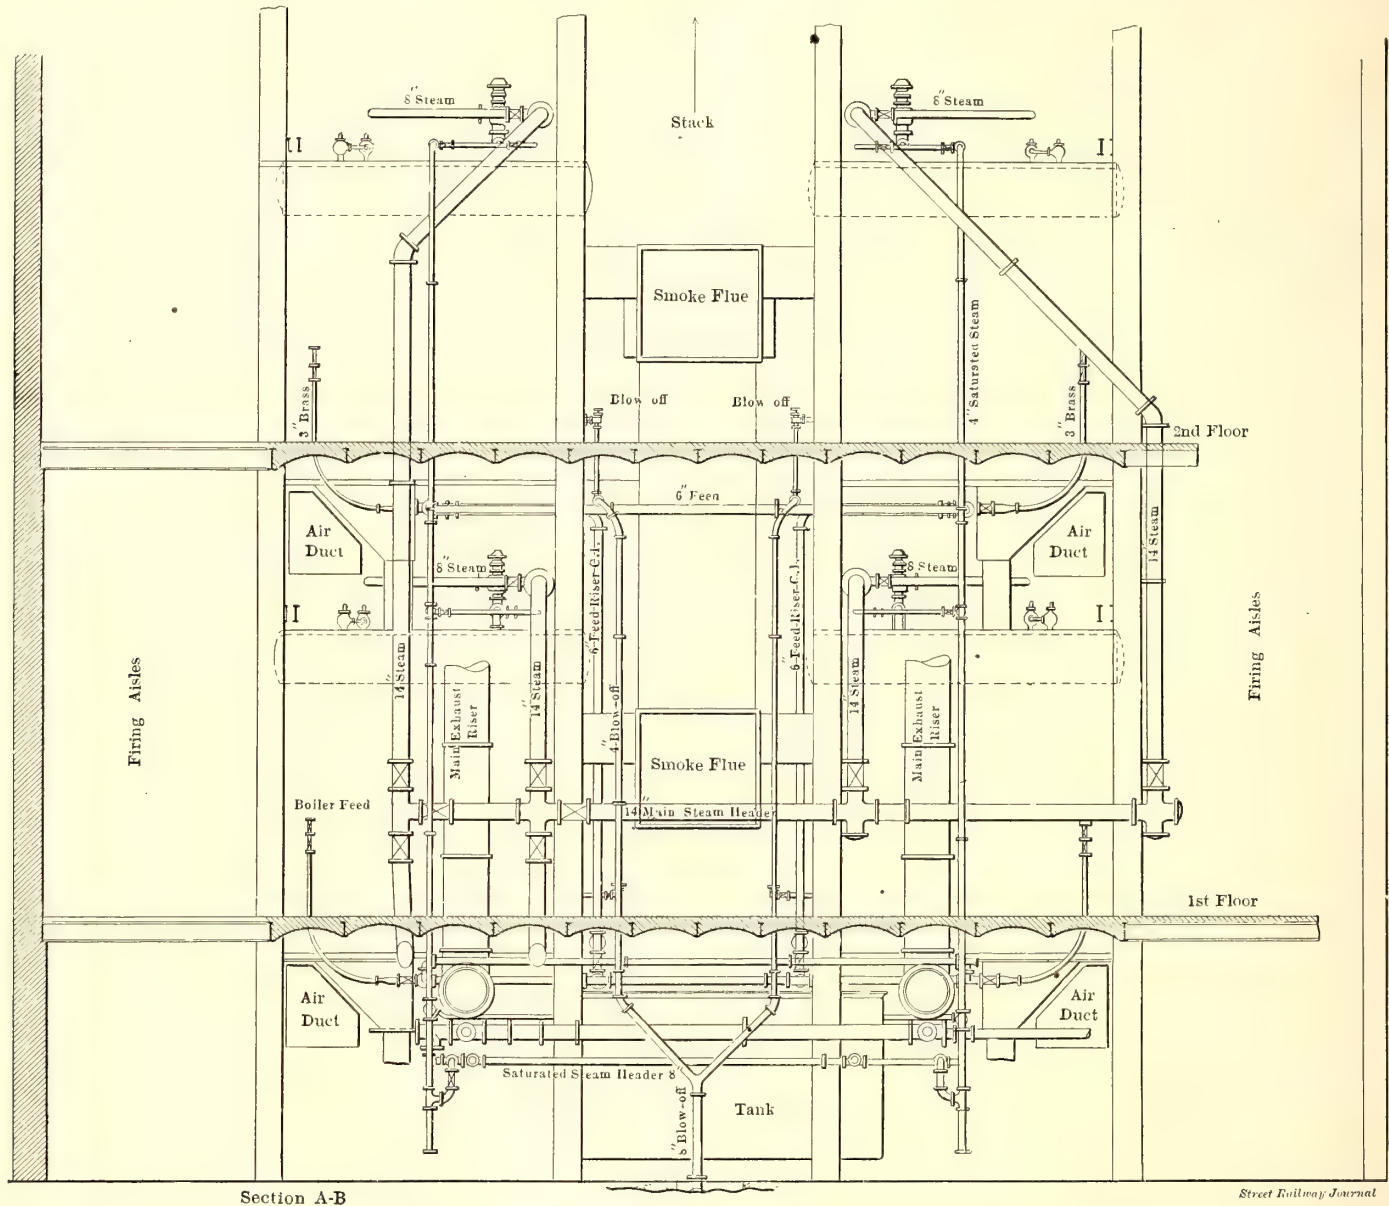 8" Steam
8" Steam
Stack
Smoke Flue
4" Saturated Steam
3" Brass
Blow off
Blow off
3" Brass
2nd Floor
6" Feed
Air
Duct
Air
Duct
14" Steam
8" Steam
8" Steam
6" Feed Riser C.I.
6" Feed Riser C.I.
Firing Aisles
Firing Aisles
14" Steam
14" Steam
14" Steam
Main Exhaust
Riser
Main Exhaust
Riser
4" Blow-off
Smoke Flue
Boiler Feed
14" Main Steam Header
1st Floor
Air
Duct
Air
Duct
Saturated Steam Header 8"
8" Blow-off
Tank
Section A-B
Street Railway Journal